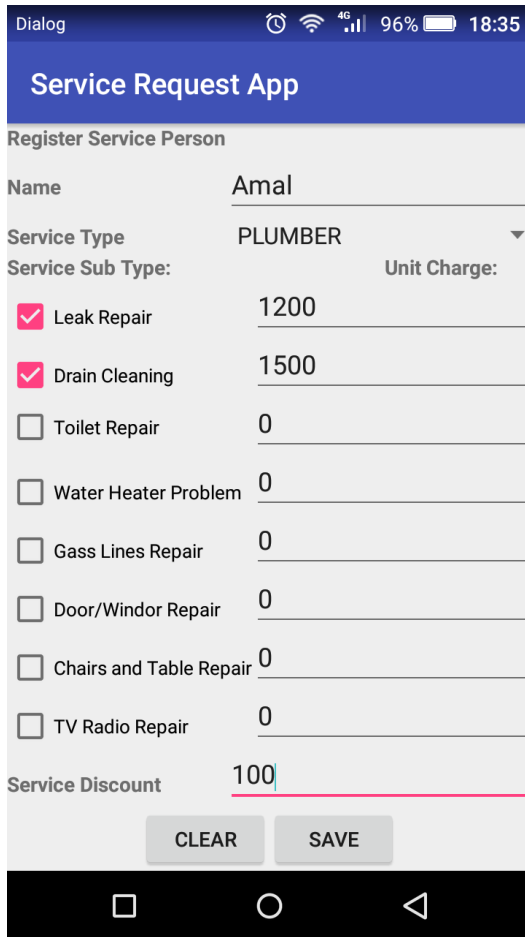 Dialog 4G 96% 18:35
Service Request App
Register Service Person
Name Amal
Service Type PLUMBER
Service Sub Type: Unit Charge:
Leak Repair 1200
Drain Cleaning 1500
Toilet Repair 0
Water Heater Problem 0
Gass Lines Repair 0
Door/Windor Repair 0
Chairs and Table Repair 0
TV Radio Repair 0
Service Discount 100
CLEAR SAVE